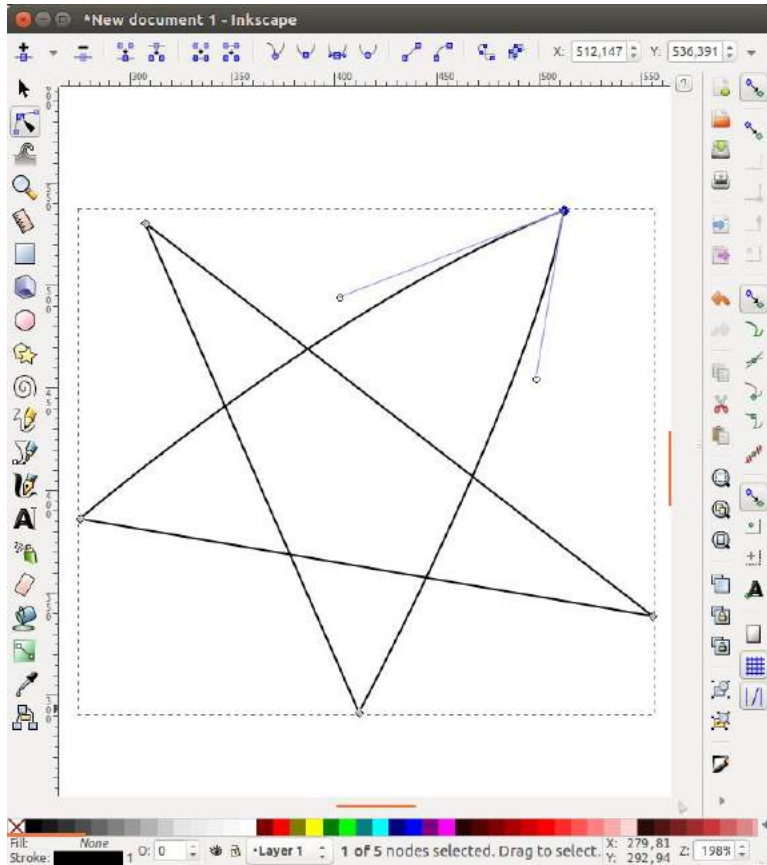 *New document 1 - Inkscape
X: 512,147 Y: 536,391
300 350 400 450 500 550
Fill: None
Stroke: 1 O: 0 •Layer 1 1 of 5 nodes selected. Drag to select. X: 279,81 Z: 198%
Y: 292,94